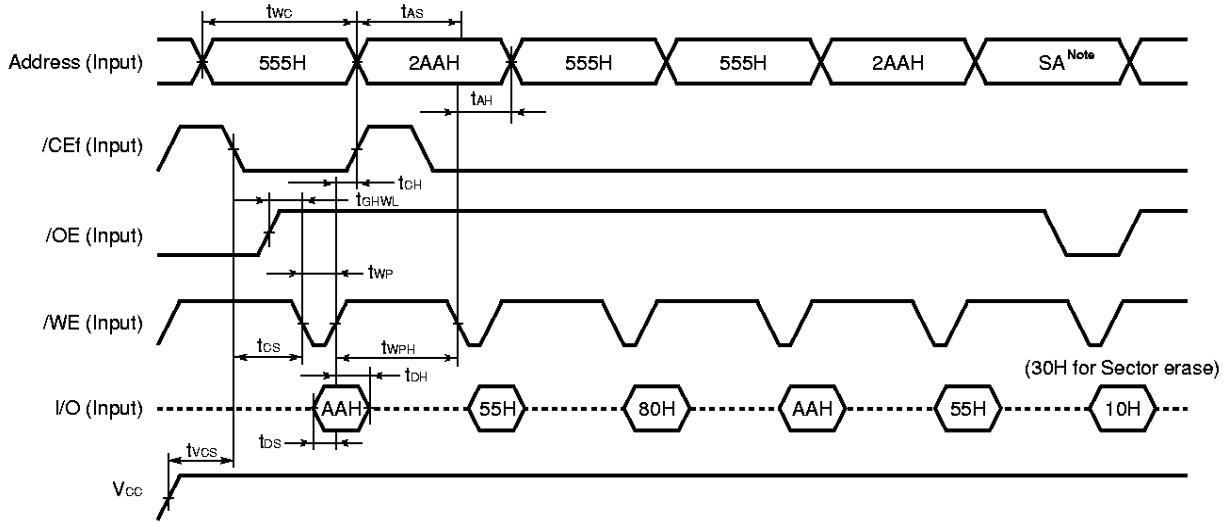 tWC tAS
Address (Input) 555H 2AAH 555H 555H 2AAH SA Note
tAH
/CEf (Input)
tCH
tGHWL
/OE (Input)
tWP
/WE (Input)
tCS tWPH
tDH (30H for Sector erase)
I/O (Input) AAH 55H 80H AAH 55H 10H
tDS
tVCS
VCC